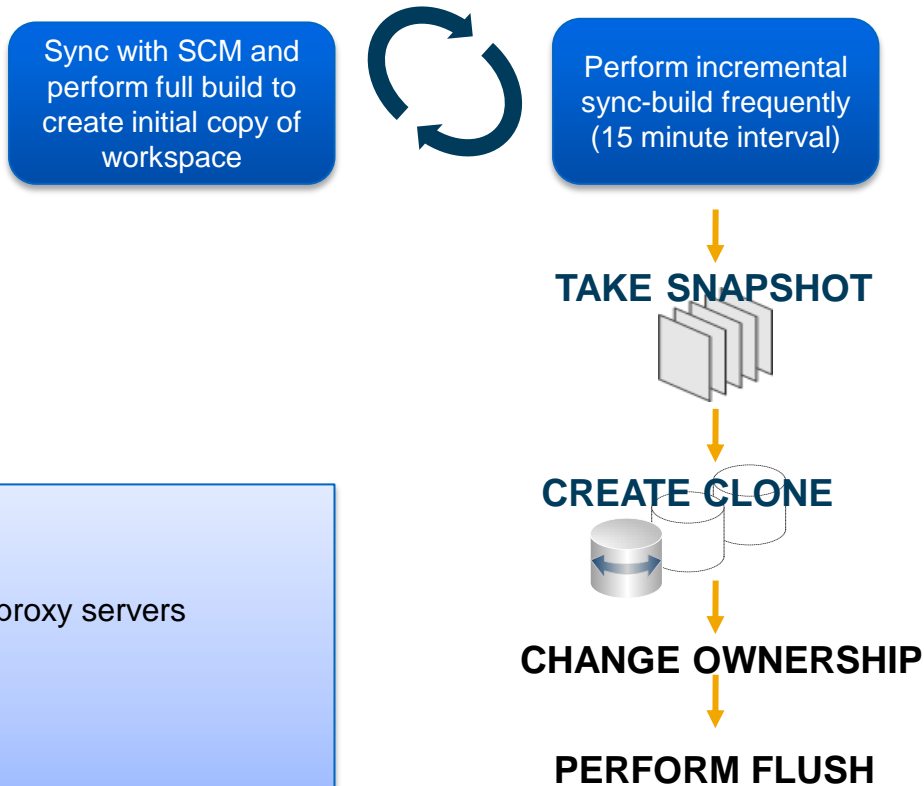 Sync with SCM and
perform full build to
create initial copy of
workspace
Perform incremental
sync-build frequently
(15 minute interval)
TAKE SNAPSHOT
CREATE CLONE
proxy servers
CHANGE OWNERSHIP
PERFORM FLUSH